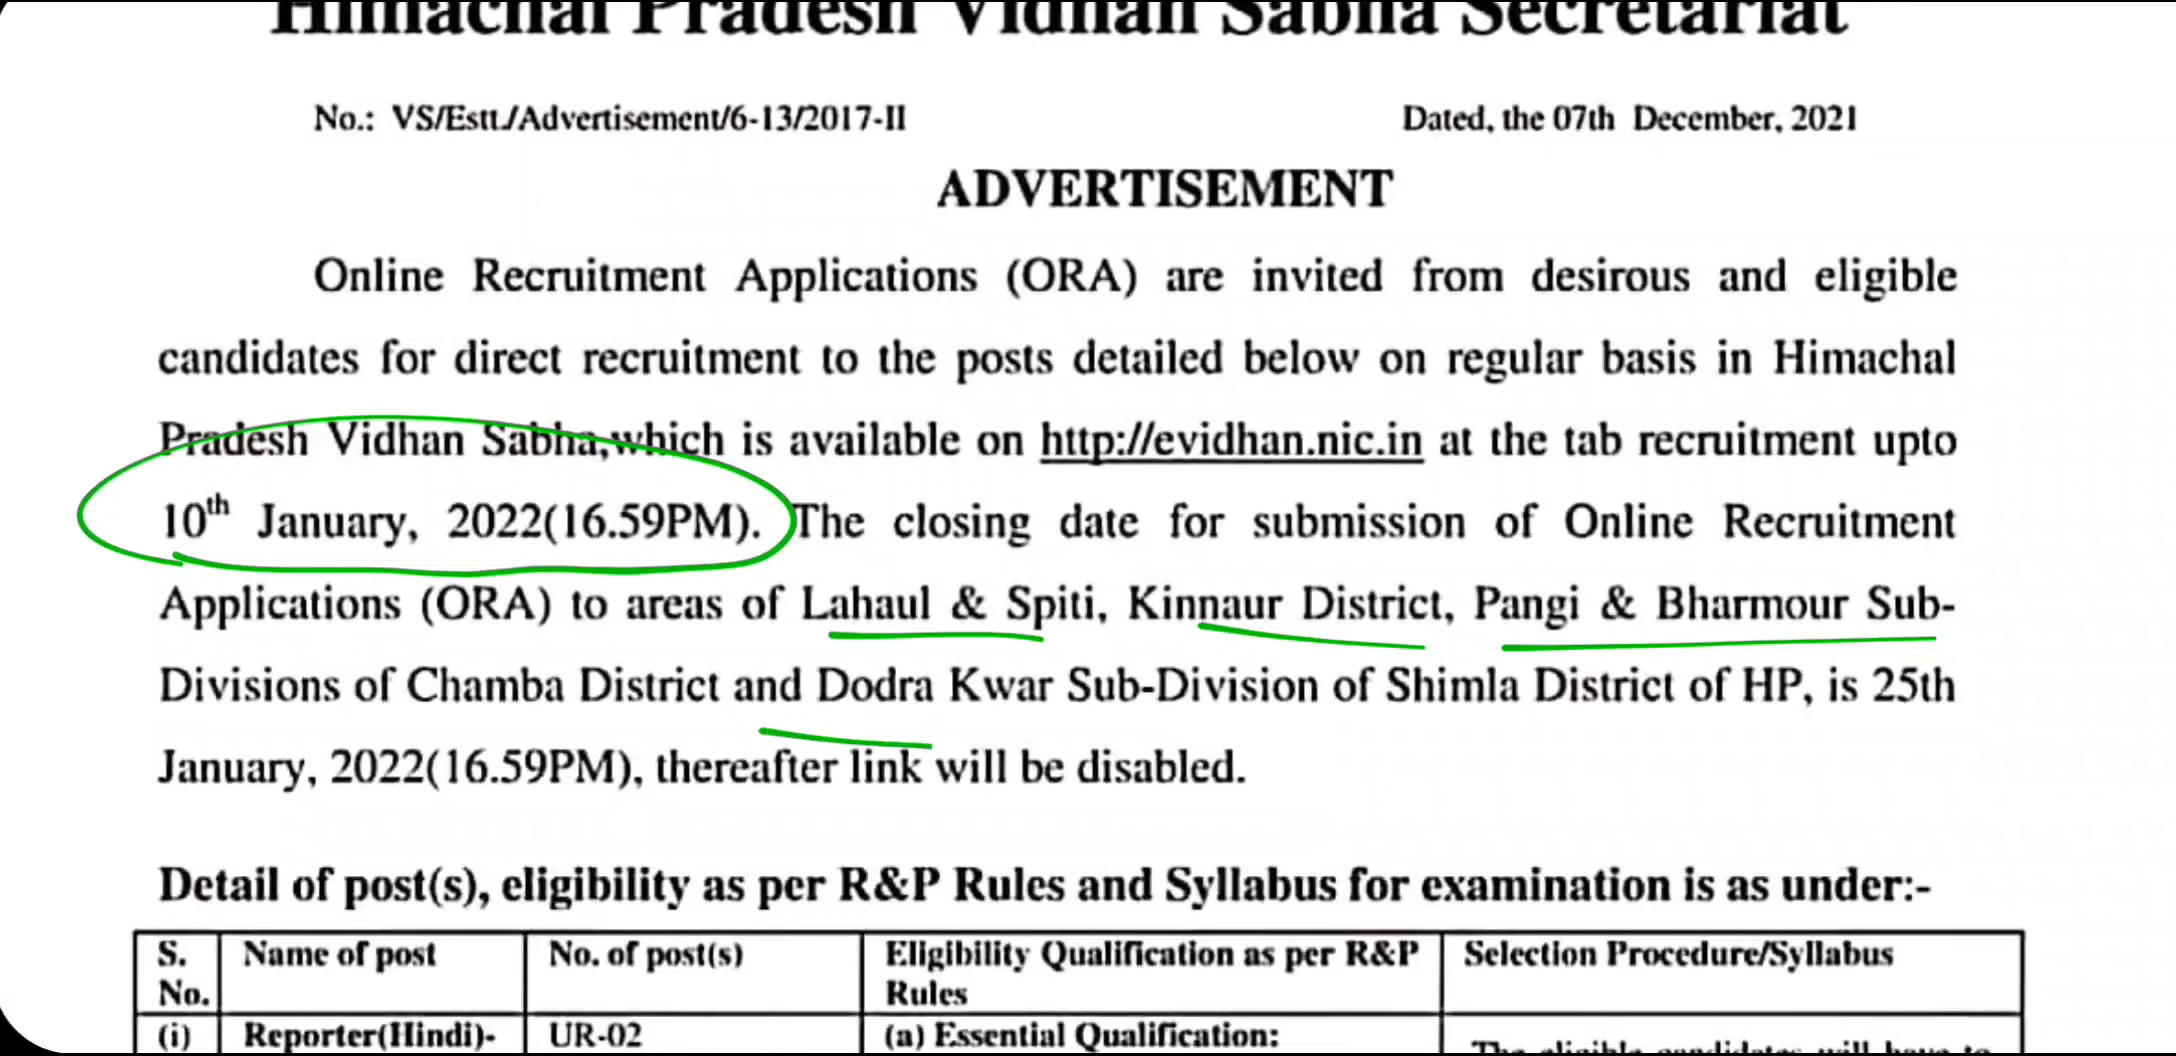 Himachal Pradesh Vidhan Sabha Secretariat
No.: VS/Estt./Advertisement/6-13/2017-II Dated, the 07th December, 2021
ADVERTISEMENT
Online Recruitment Applications (ORA) are invited from desirous and eligible
candidates for direct recruitment to the posts detailed below on regular basis in Himachal
Pradesh Vidhan Sabha,which is available on http://evidhan.nic.in at the tab recruitment upto
10th January, 2022(16.59PM). The closing date for submission of Online Recruitment
Applications (ORA) to areas of Lahaul & Spiti, Kinnaur District, Pangi & Bharmour Sub-
Divisions of Chamba District and Dodra Kwar Sub-Division of Shimla District of HP, is 25th
January, 2022(16.59PM), thereafter link will be disabled.
Detail of post(s), eligibility as per R&P Rules and Syllabus for examination is as under:-
S. No. Name of post No. of post(s) Eligibility Qualification as per R&P Rules Selection Procedure/Syllabus
(i) Reporter(Hindi)- UR-02 (a) Essential Qualification: The eligible candidates will have to